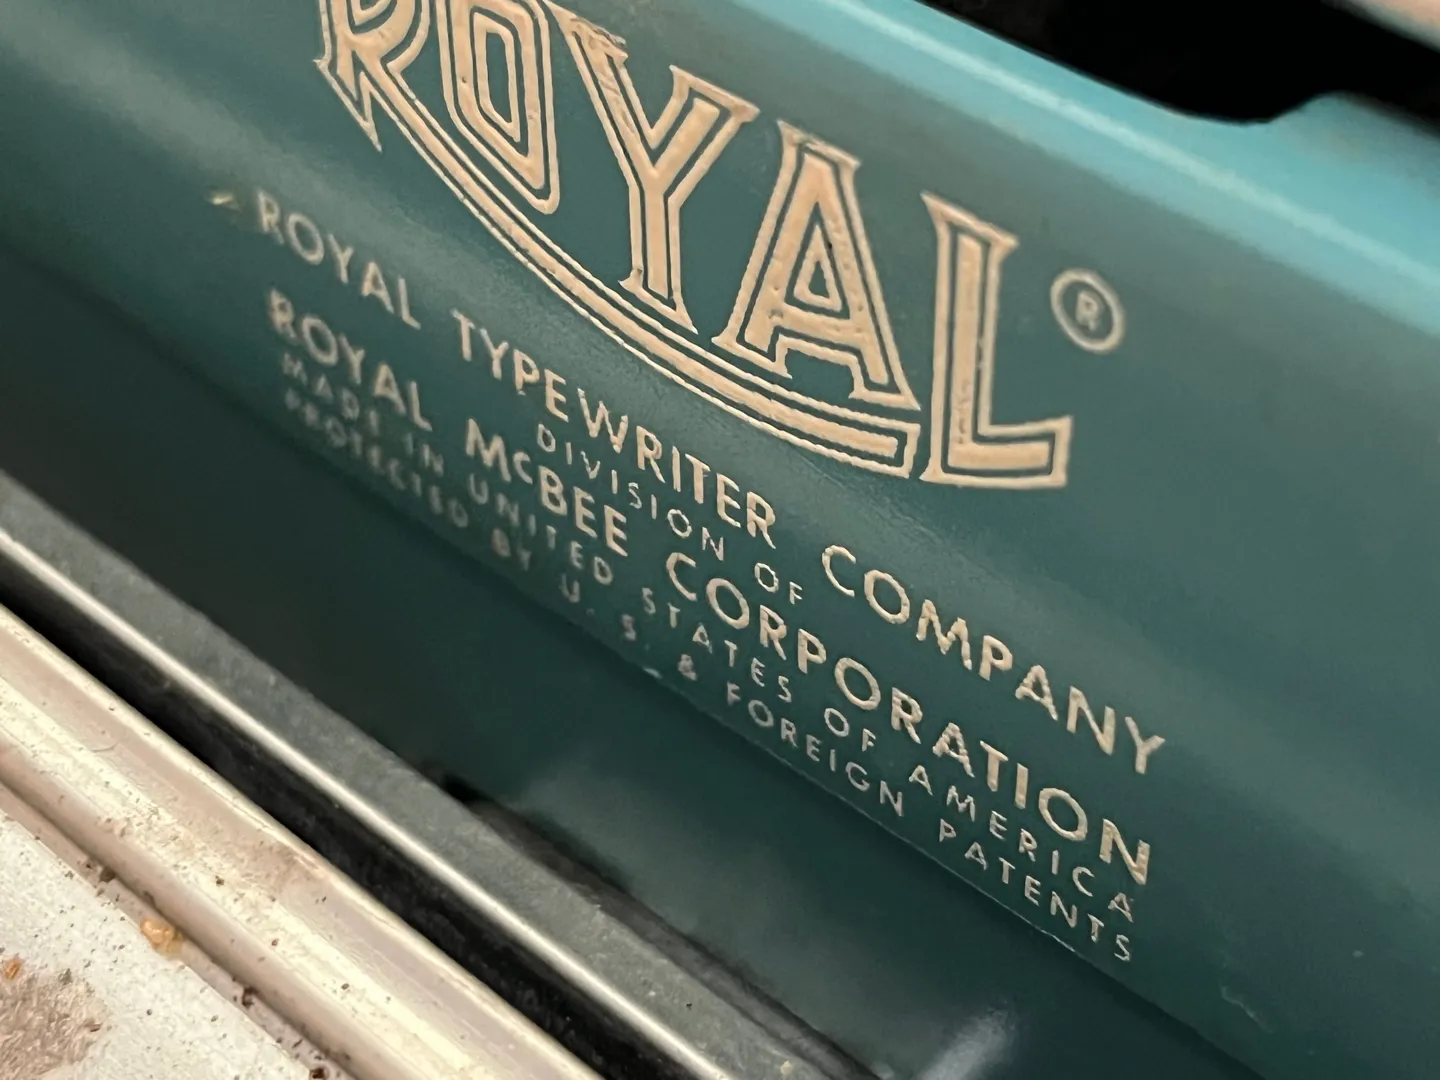 ROYAL®
ROYAL TYPEWRITER COMPANY
DIVISION OF
ROYAL McBEE CORPORATION
MADE IN UNITED STATES OF AMERICA
PROTECTED BY U. S. & FOREIGN PATENTS